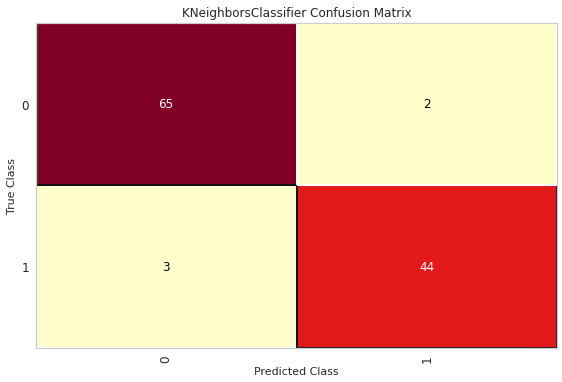 KNeighborsClassifier Confusion Matrix
True Class
0
65
2
1
3
44
0
1
Predicted Class